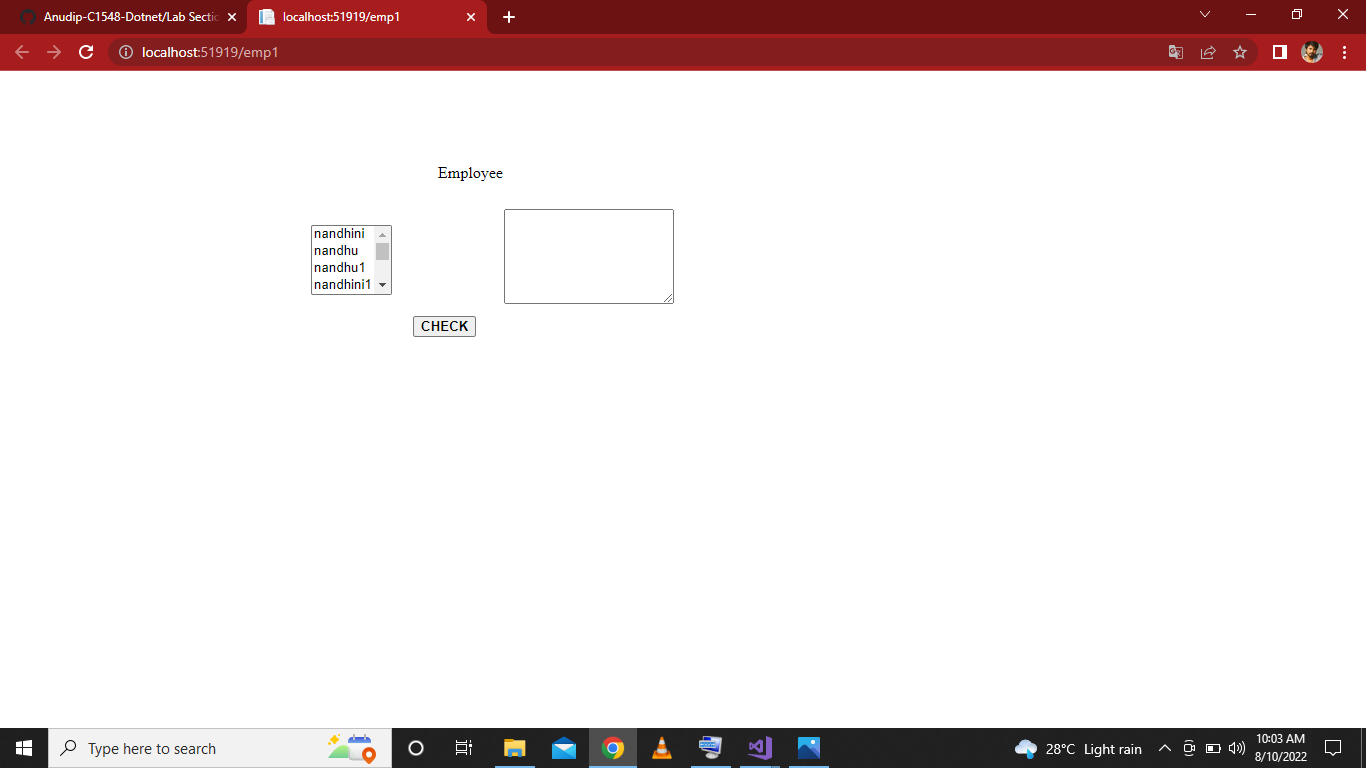 Anudip-C1548-Dotnet/Lab Sectic
localhost:51919/emp1
localhost:51919/emp1
Employee
nandhini
nandhu
nandhu1
nandhini1
CHECK
Type here to search
28°C Light rain
10:03 AM
8/10/2022